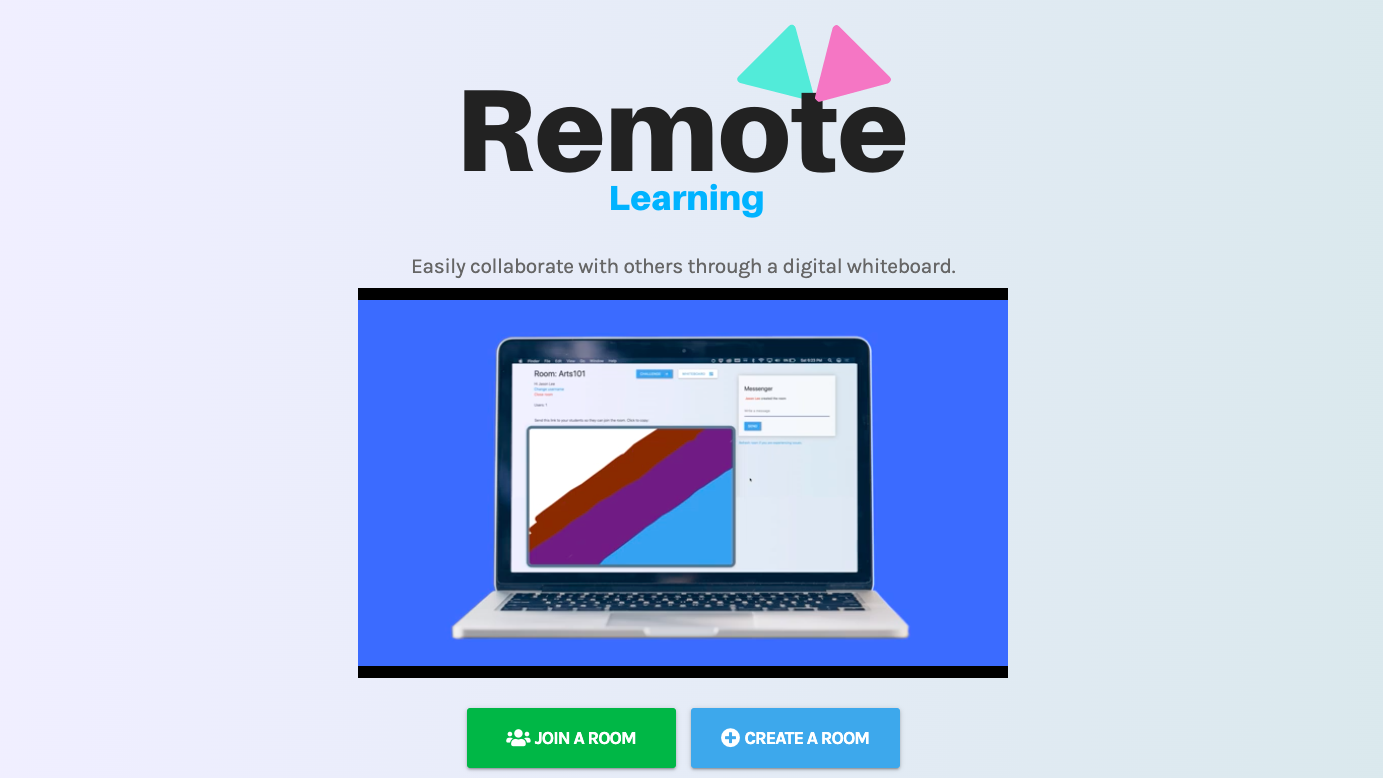 Remote
Learning
Easily collaborate with others through a digital whiteboard.
Room: Arts101
Messenger
JOIN A ROOM
CREATE A ROOM